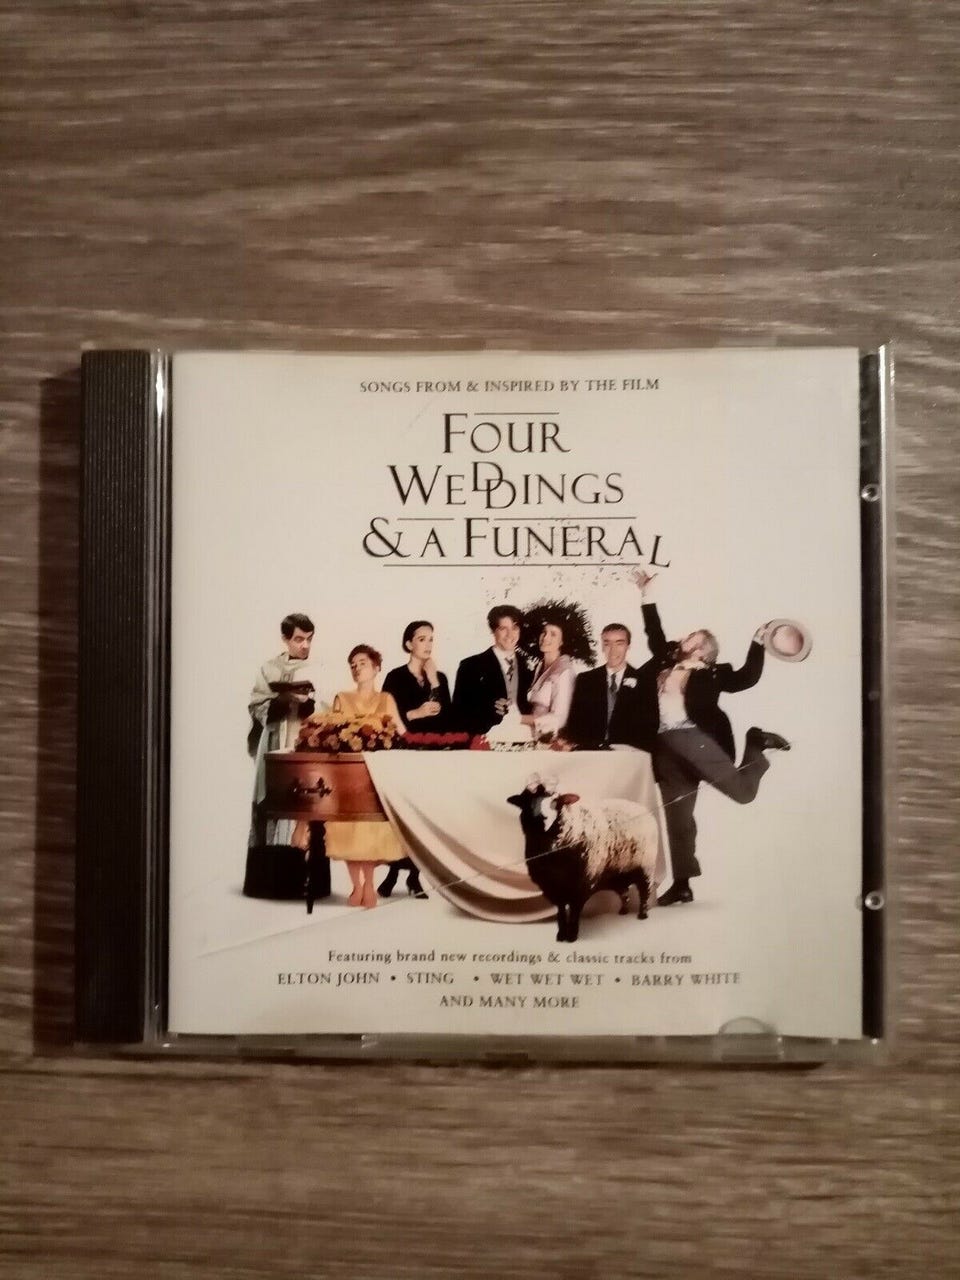 SONGS FROM & INSPIRED BY THE FILM
FOUR
WEDDINGS
& A FUNERAL
Featuring brand new recordings & classic tracks from
ELTON JOHN • STING • WET WET WET • BARRY WHITE
AND MANY MORE